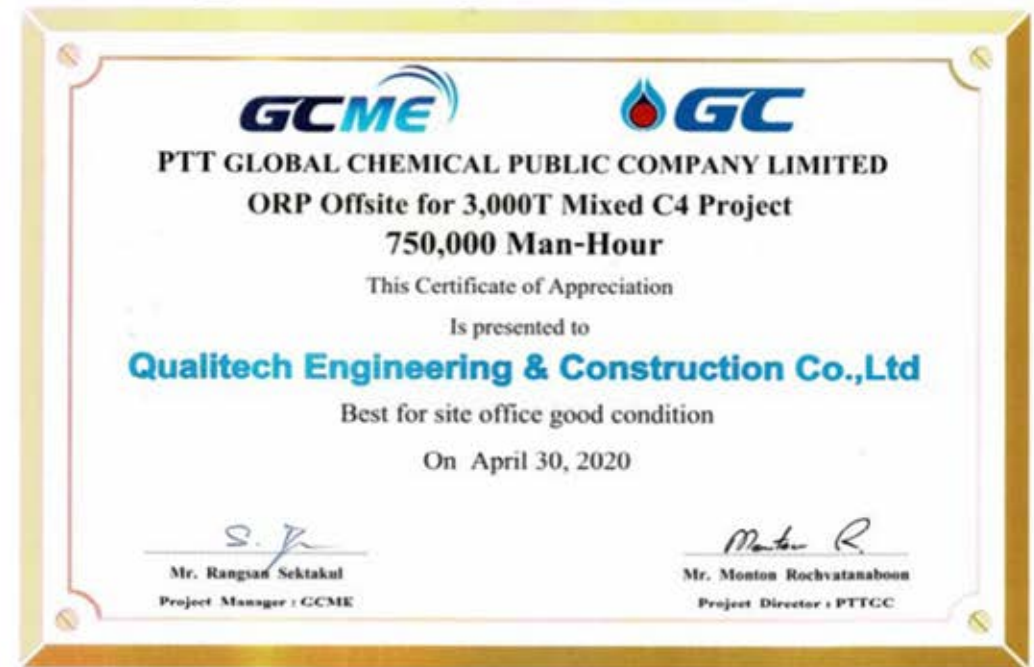 GCME
GC
PTT GLOBAL CHEMICAL PUBLIC COMPANY LIMITED
ORP Offsite for 3,000T Mixed C4 Project
750,000 Man-Hour
This Certificate of Appreciation
Is presented to
Qualitech Engineering & Construction Co.,Ltd
Best for site office good condition
On April 30, 2020
S.
Monton R.
Mr. Rangsan Sektakul
Mr. Monton Rochvatanaboon
Project Manager : GCME
Project Director : PTTGC